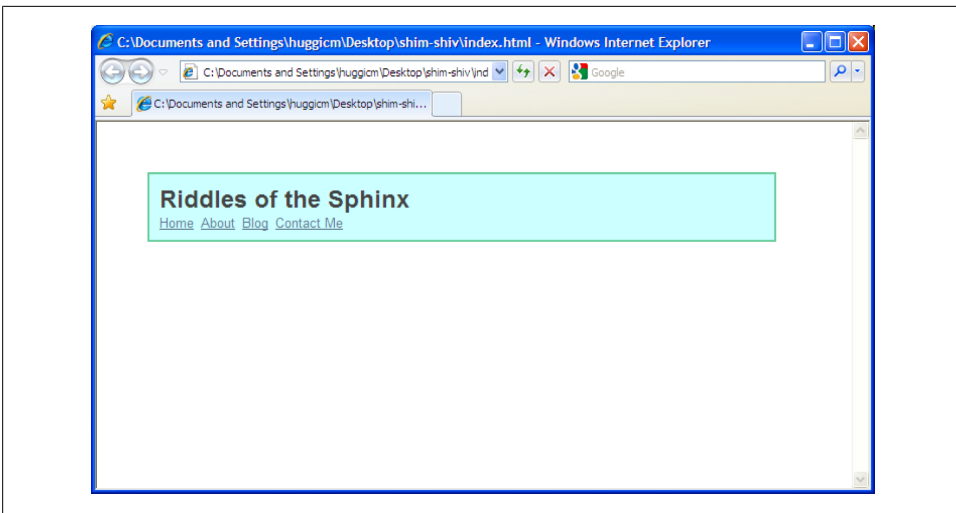 C:\Documents and Settings\huggicm\Desktop\shim-shiv\index.html - Windows Internet Explorer
C:\Documents and Settings\huggicm\Desktop\shim-shiv\ind
Google
C:\Documents and Settings\huggicm\Desktop\shim-shi...
Riddles of the Sphinx
Home About Blog Contact Me